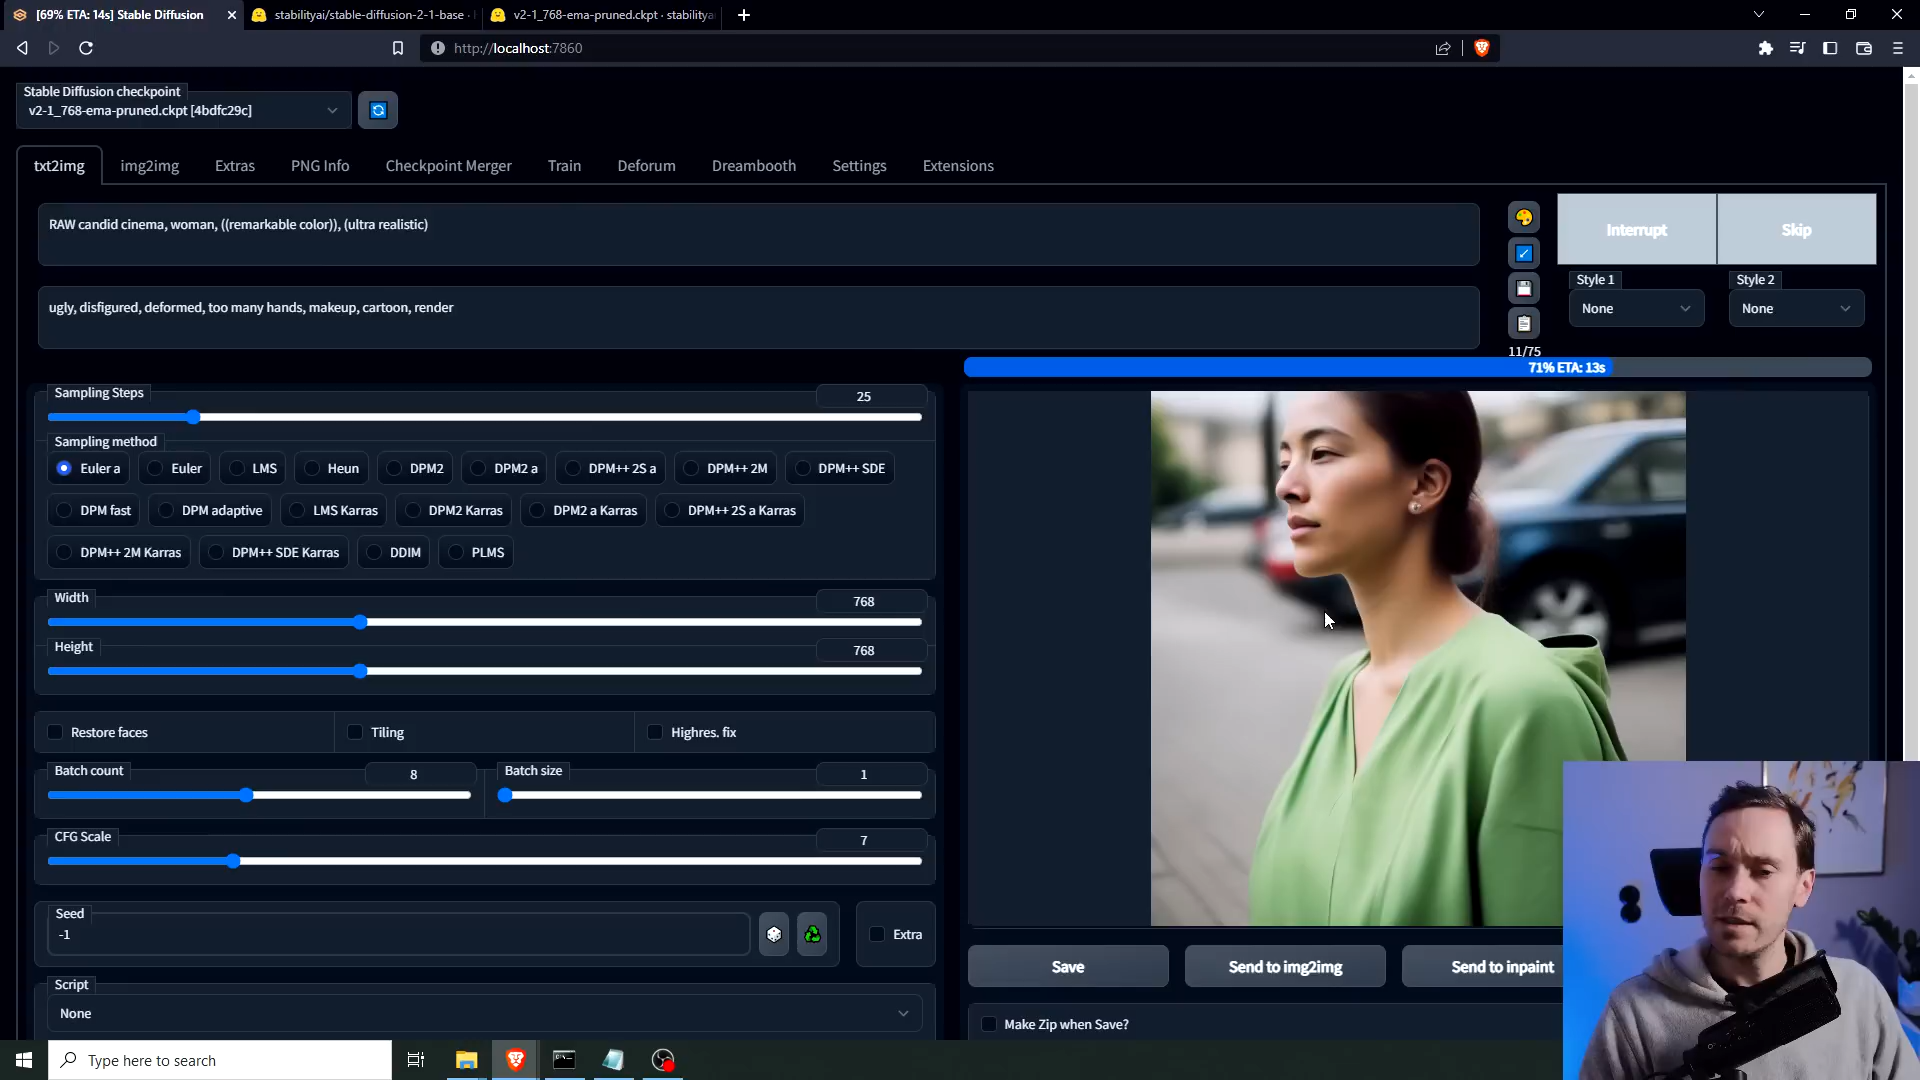 [69% ETA: 14s] Stable Diffusion
stabilityai/stable-diffusion-2-1-base ·
v2-1_768-ema-pruned.ckpt · stabilitya
http://localhost:7860
Stable Diffusion checkpoint
v2-1_768-ema-pruned.ckpt [4bdfc29c]
txt2img
img2img
Extras
PNG Info
Checkpoint Merger
Train
Deforum
Dreambooth
Settings
Extensions
RAW candid cinema, woman, ((remarkable color)), (ultra realistic)
ugly, disfigured, deformed, too many hands, makeup, cartoon, render
11/75
Interrupt
Skip
Style 1
None
Style 2
None
71% ETA: 13s
Sampling Steps
25
Sampling method
Euler a
Euler
LMS
Heun
DPM2
DPM2 a
DPM++ 2S a
DPM++ 2M
DPM++ SDE
DPM fast
DPM adaptive
LMS Karras
DPM2 Karras
DPM2 a Karras
DPM++ 2S a Karras
DPM++ 2M Karras
DPM++ SDE Karras
DDIM
PLMS
Width
768
Height
768
Restore faces
Tiling
Highres. fix
Batch count
8
Batch size
1
CFG Scale
7
Seed
-1
Extra
Script
None
Save
Send to img2img
Send to inpaint
Make Zip when Save?
Type here to search